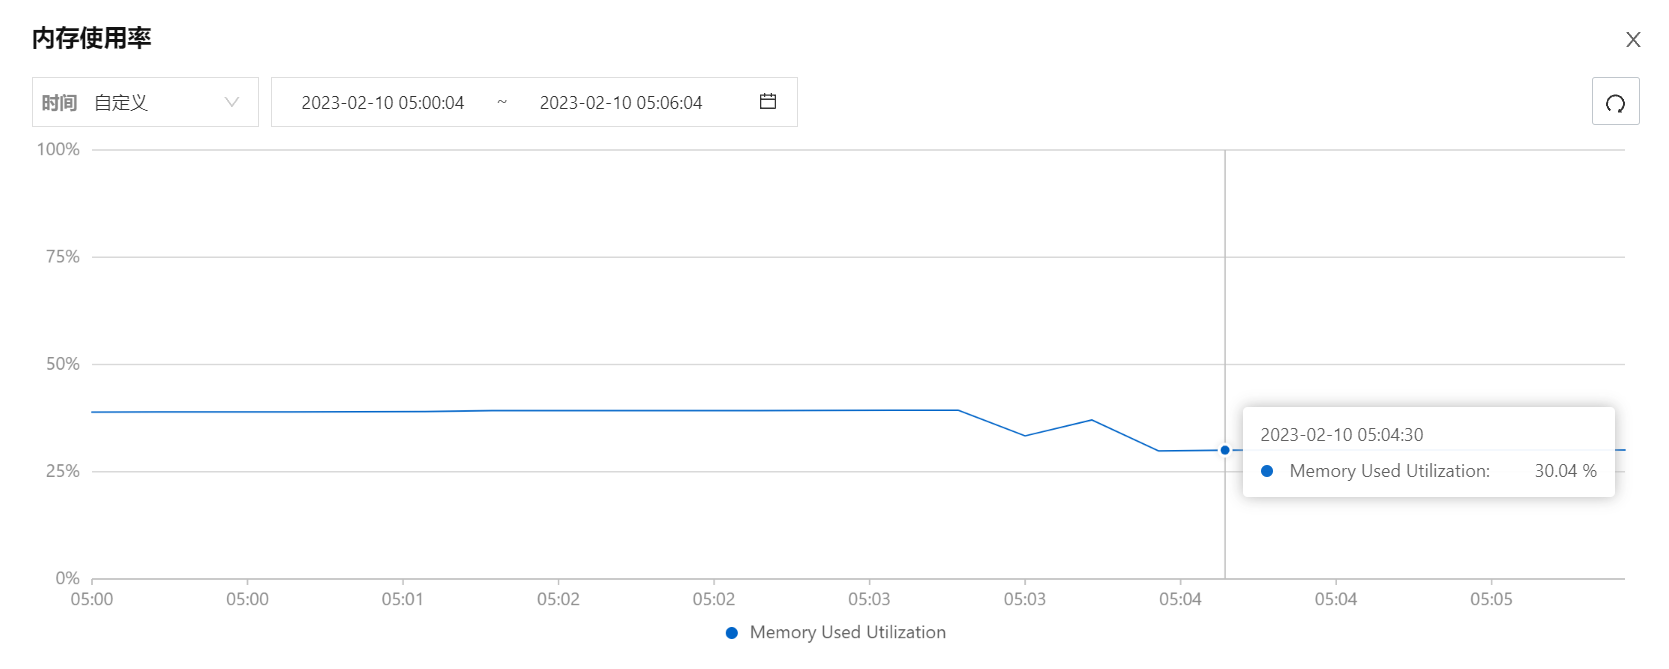 内存使用率
时间 自定义 2023-02-10 05:00:04 ~ 2023-02-10 05:06:04
100%
75%
50%
25%
0%
2023-02-10 05:04:30
Memory Used Utilization: 30.04 %
05:00 05:00 05:01 05:02 05:02 05:03 05:03 05:04 05:04 05:05
Memory Used Utilization